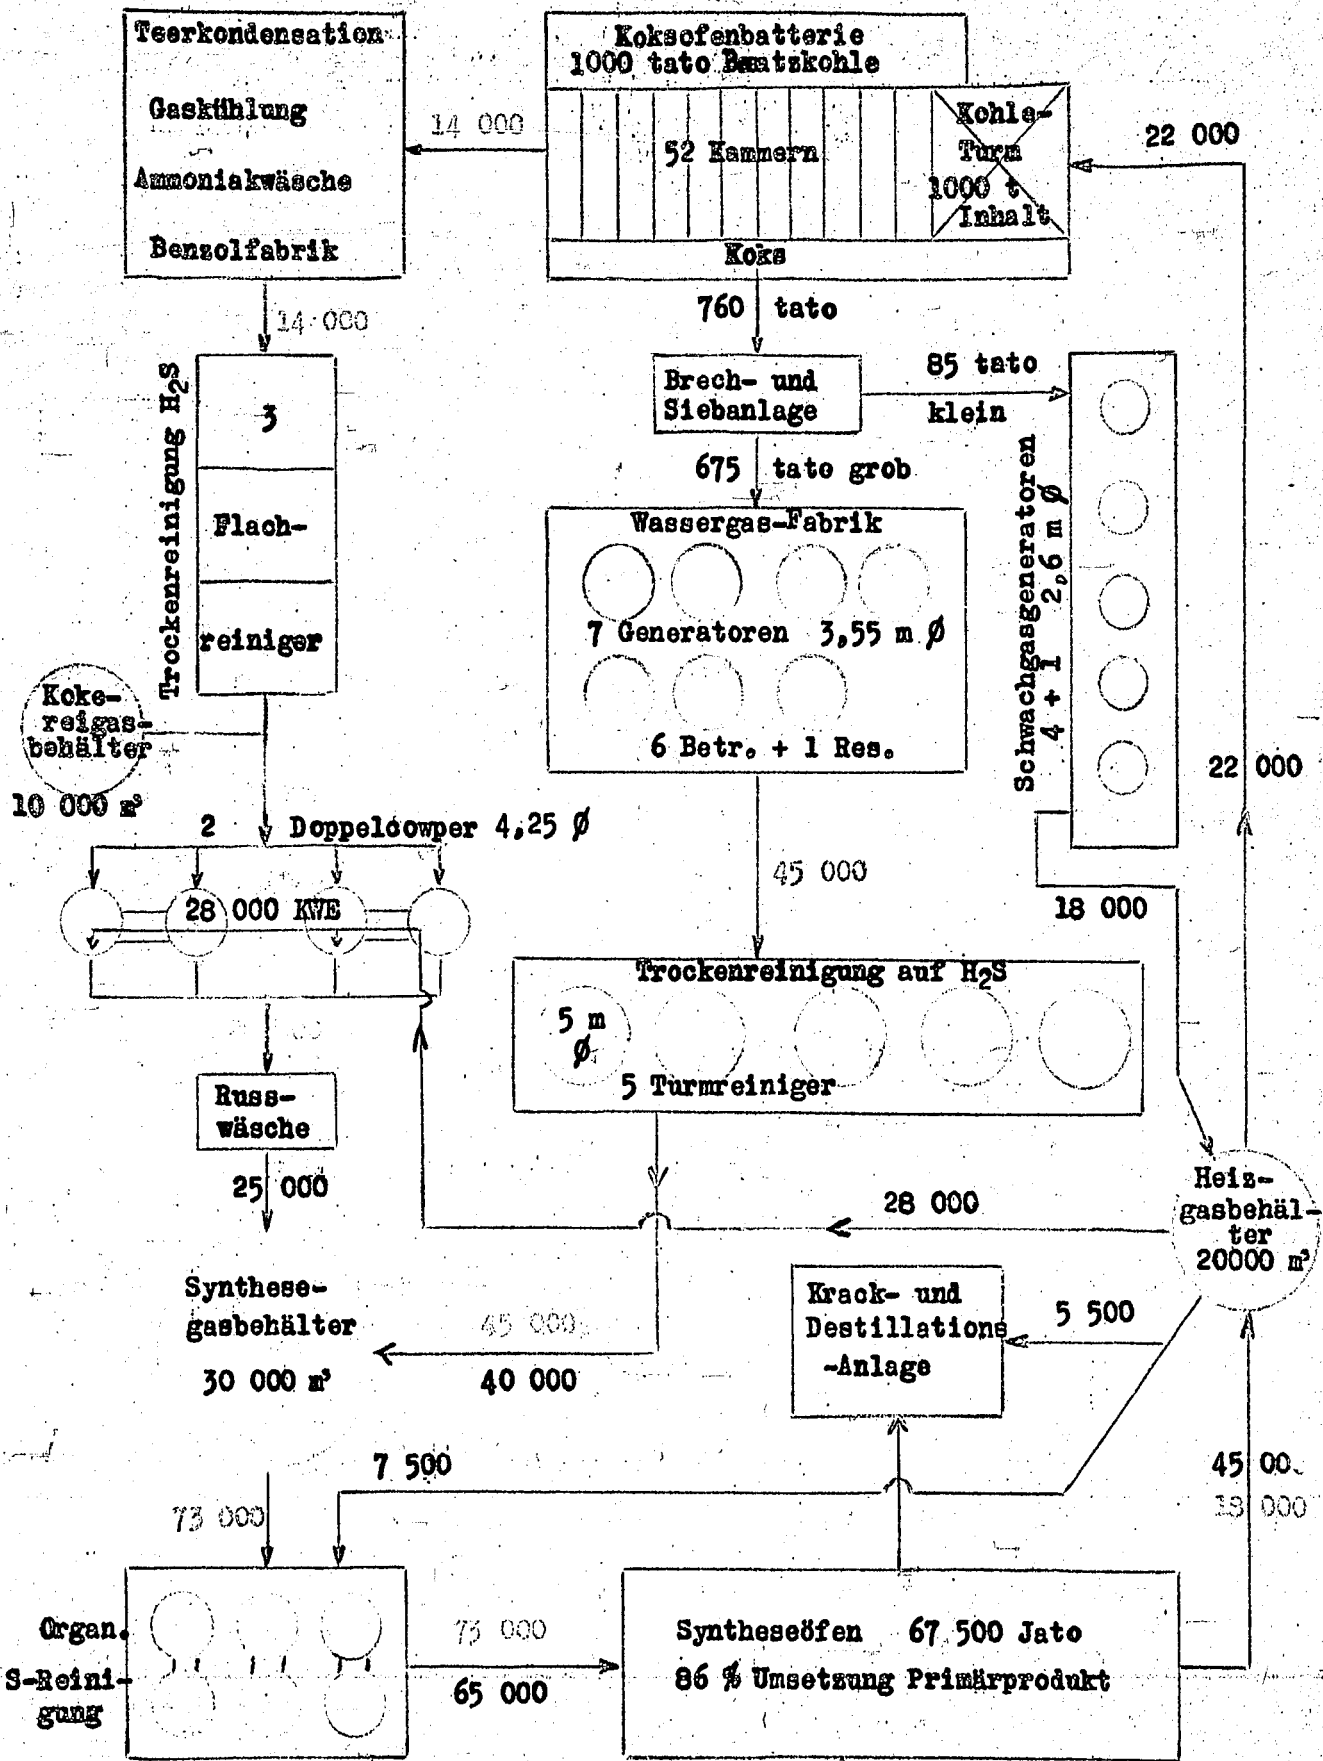 Teerkondensation
Gaskühlung
Ammoniakwäsche
Benzolfabrik
Koksofenbatterie
1000 tato Besatzkohle
52 Kammern
Kohle-
Turm
1000 t
Inhalt
Koks
14 000
22 000
14 000
760 tato
Trockenreinigung H2S
3
Flach-
reiniger
Brech- und
Siebanlage
85 tato
klein
675 tato grob
Schwachgasgeneratoren
4 + 1 2,6 m Ø
Wassergas-Fabrik
7 Generatoren 3,55 m Ø
6 Betr. + 1 Res.
Koke-
reigas-
behälter
10 000 m³
22 000
2 Doppelcowper 4,25 Ø
28 000 KWE
45 000
18 000
Trockenreinigung auf H2S
5 m
Ø
5 Turmreiniger
Russ-
wäsche
25 000
28 000
Heiz-
gasbehäl-
ter
20000 m³
Synthese-
gasbehälter
30 000 m³
45 000
40 000
Krack- und
Destillations
-Anlage
5 500
7 500
73 000
45 00
18 000
Organ.
S-Reini-
gung
73 000
65 000
Syntheseöfen 67 500 Jato
86 % Umsetzung Primärprodukt